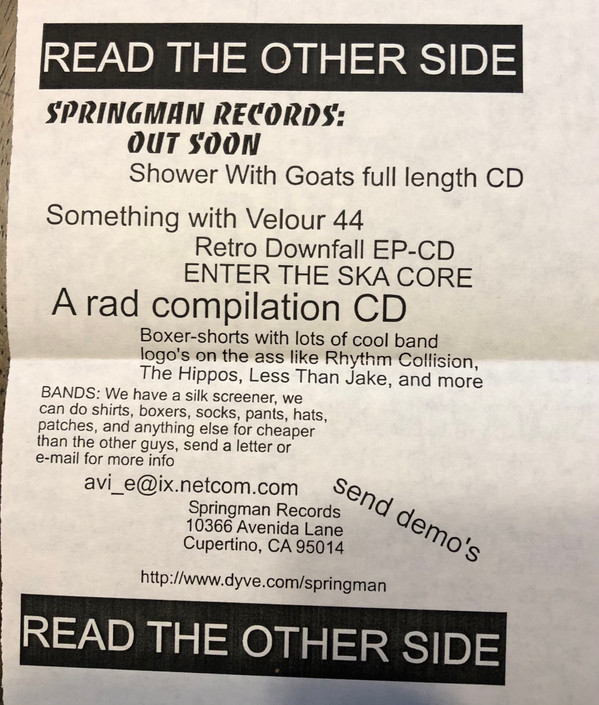 READ THE OTHER SIDE
SPRINGMAN RECORDS:
OUT SOON
Shower With Goats full length CD
Something with Velour 44
Retro Downfall EP-CD
ENTER THE SKA CORE
A rad compilation CD
Boxer-shorts with lots of cool band
logo's on the ass like Rhythm Collision,
The Hippos, Less Than Jake, and more
BANDS: We have a silk screener, we
can do shirts, boxers, socks, pants, hats,
patches, and anything else for cheaper
than the other guys, send a letter or
e-mail for more info
avi_e@ix.netcom.com
send demo's
Springman Records
10366 Avenida Lane
Cupertino, CA 95014
http://www.dyve.com/springman
READ THE OTHER SIDE